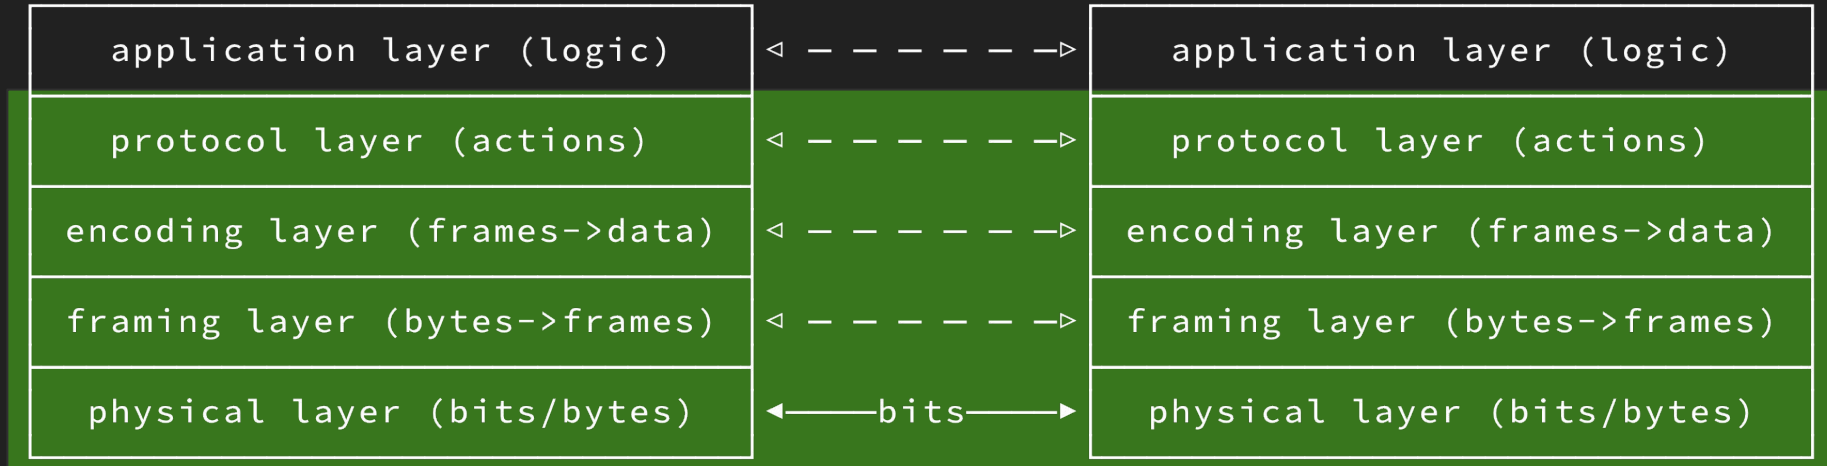 application layer (logic) application layer (logic)
protocol layer (actions) protocol layer (actions)
encoding layer (frames->data) encoding layer (frames->data)
framing layer (bytes->frames) framing layer (bytes->frames)
physical layer (bits/bytes) bits physical layer (bits/bytes)